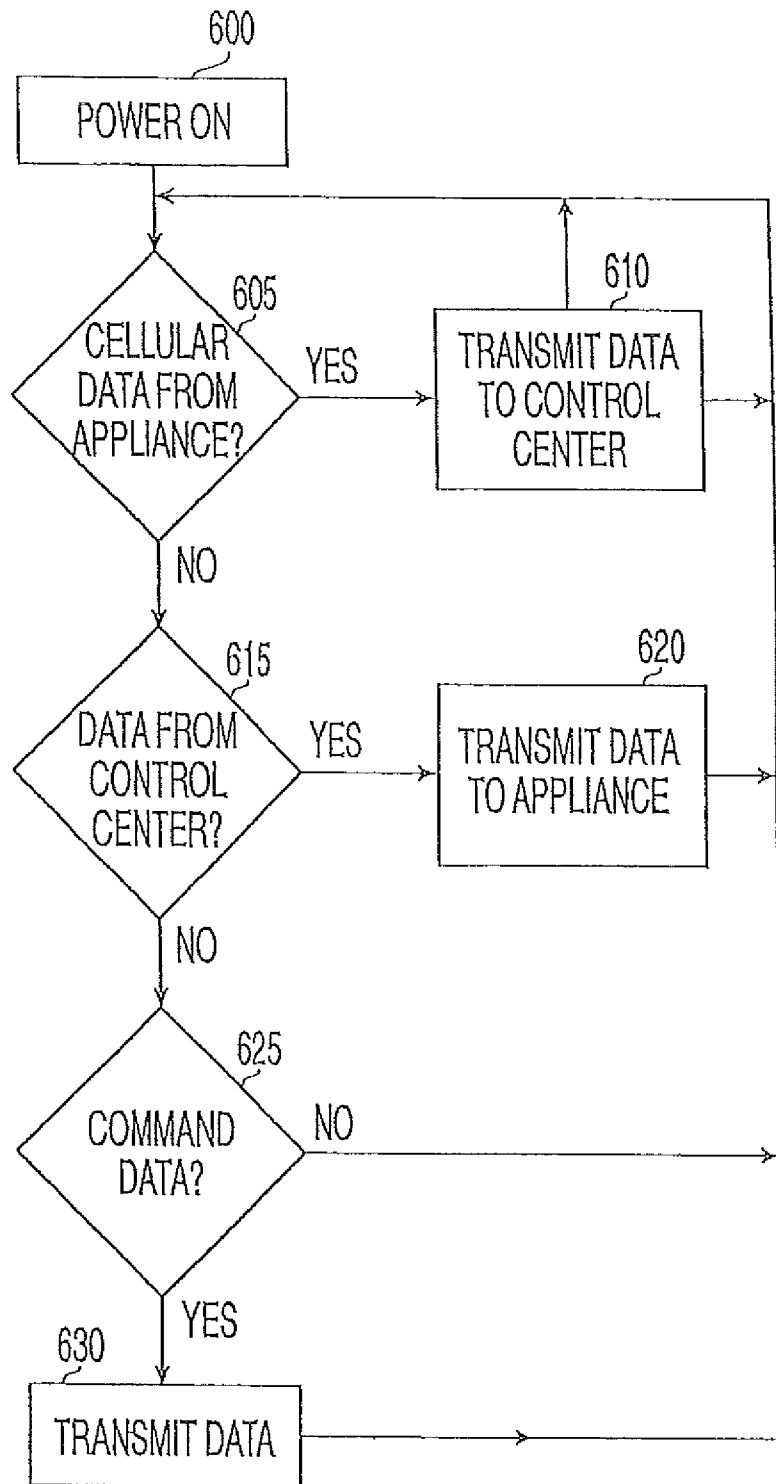 600
POWER ON
605
CELLULAR
DATA FROM
APPLIANCE?
YES
610
TRANSMIT DATA
TO CONTROL
CENTER
NO
615
DATA FROM
CONTROL
CENTER?
YES
620
TRANSMIT DATA
TO APPLIANCE
NO
625
COMMAND
DATA?
NO
YES
630
TRANSMIT DATA